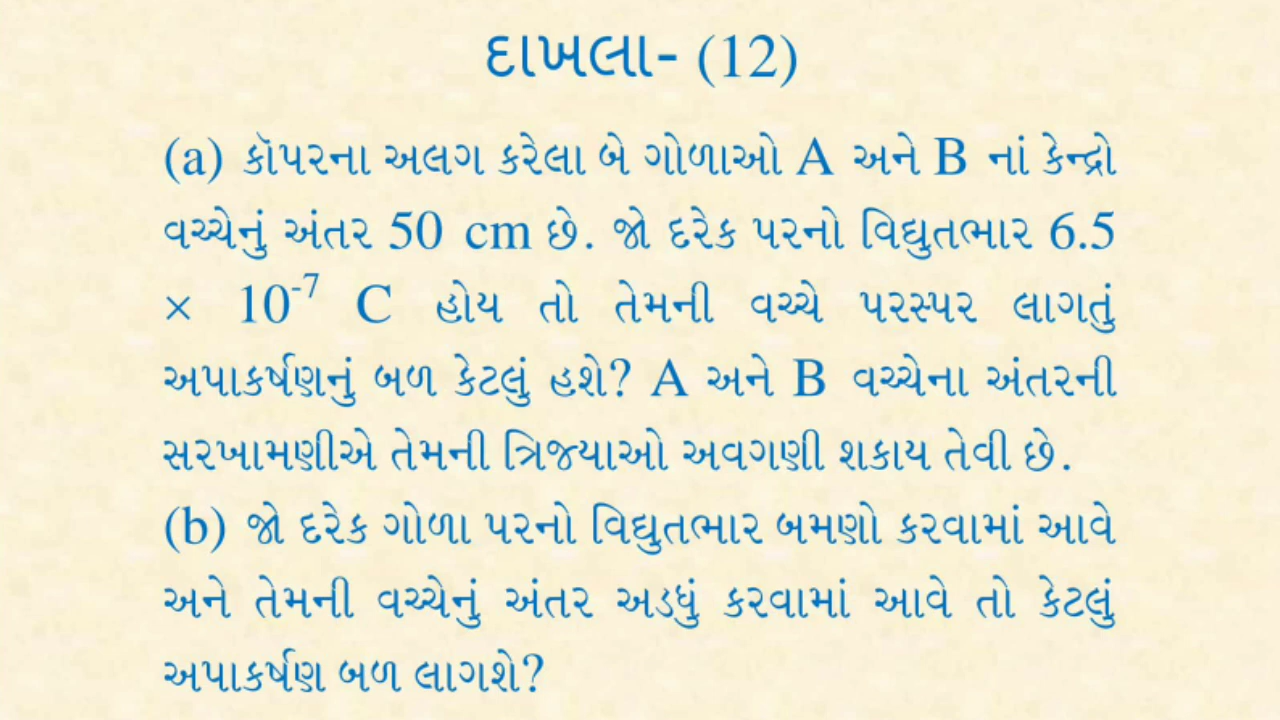 દાખલા- (12)
(a) કૉપરના અલગ કરેલા બે ગોળાઓ A અને B નાં કેન્દ્રો
વચ્ચેનું અંતર 50 cm છે. જો દરેક પરનો વિદ્યુતભાર 6.5
× 10⁻⁷ C હોય તો તેમની વચ્ચે પરસ્પર લાગતું
અપાકર્ષણનું બળ કેટલું હશે? A અને B વચ્ચેના અંતરની
સરખામણીએ તેમની ત્રિજ્યાઓ અવગણી શકાય તેવી છે.
(b) જો દરેક ગોળા પરનો વિદ્યુતભાર બમણો કરવામાં આવે
અને તેમની વચ્ચેનું અંતર અડધું કરવામાં આવે તો કેટલું
અપાકર્ષણ બળ લાગશે?